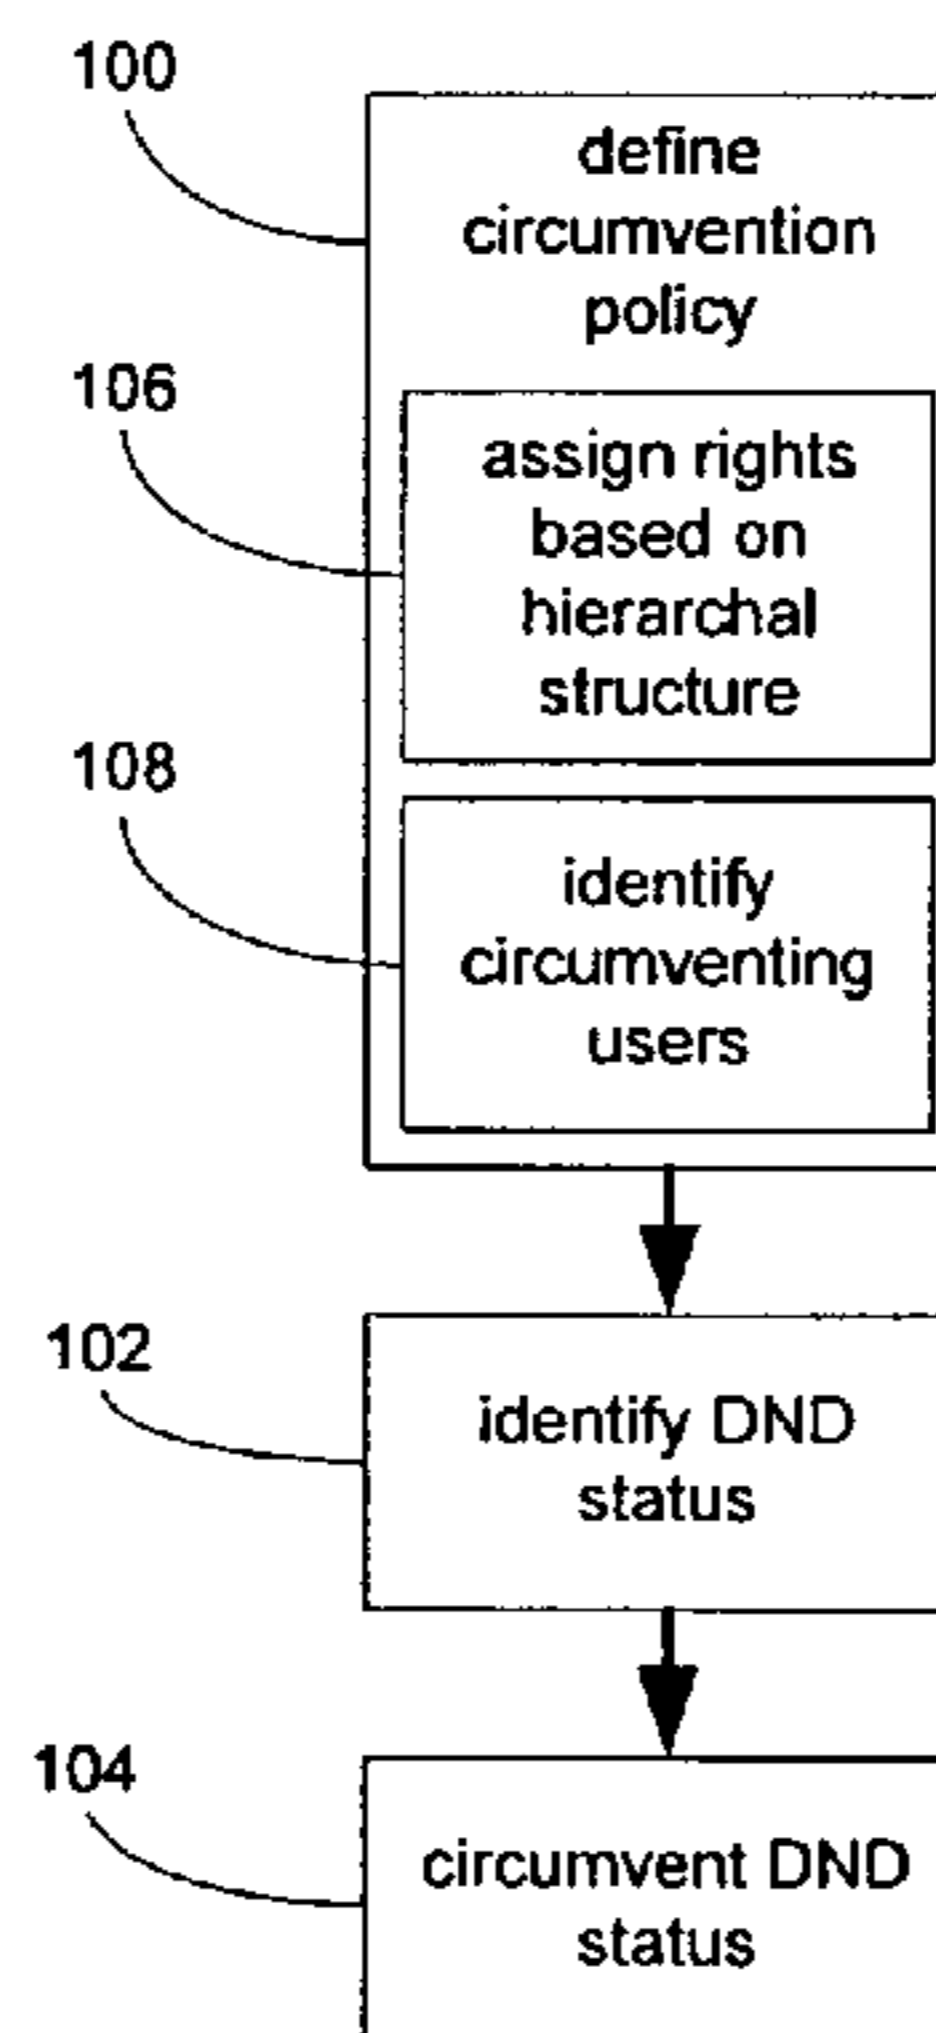 100
define
circumvention
policy
106
assign rights
based on
hierarchal
structure
108
identify
circumventing
users
102
identify DND
status
104
circumvent DND
status